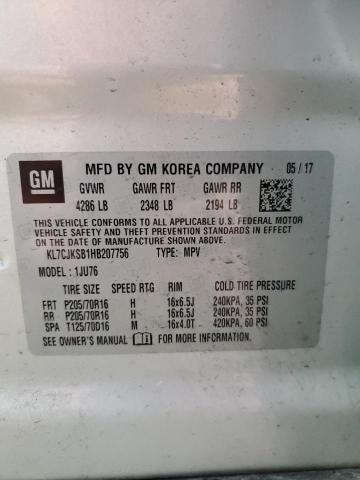 GM MFD BY GM KOREA COMPANY 05/17
GVWR GAWR FRT GAWR RR
4286 LB 2348 LB 2194 LB
THIS VEHICLE CONFORMS TO ALL APPLICABLE U.S. FEDERAL MOTOR
VEHICLE SAFETY AND THEFT PREVENTION STANDARDS IN
EFFECT ON THE DATE OF MANUFACTURE SHOWN ABOVE.
KL7CJKSB1HB207756 TYPE: MPV
MODEL: 1JU76
TIRE SIZE SPEED RTG RIM COLD TIRE PRESSURE
FRT P205/70R16 H 16x6.5J 240KPA, 35 PSI
RR P205/70R16 H 16x6.5J 240KPA, 35 PSI
SPA T125/70D16 M 16x4.0T 420KPA, 60 PSI
SEE OWNER'S MANUAL FOR MORE INFORMATION.